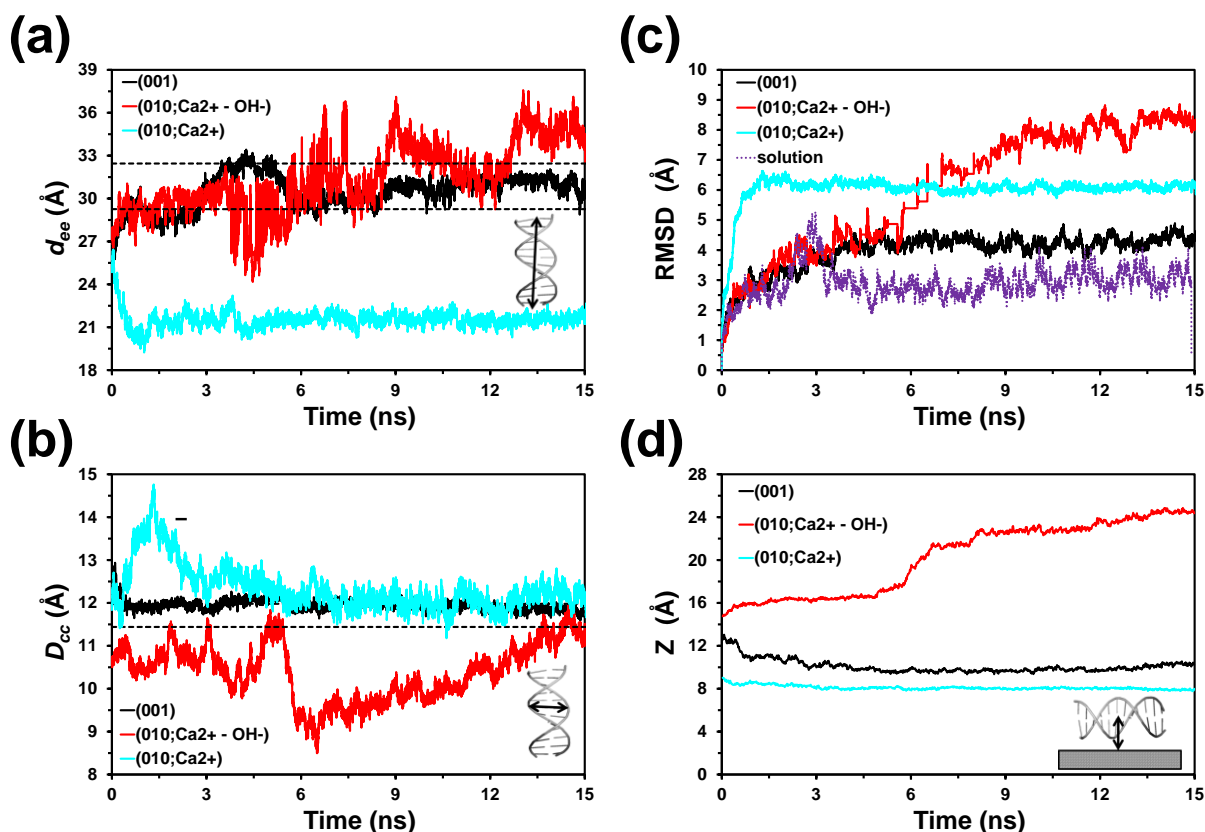 (a)
39
36
33
30
27
24
21
18
dee (Å)
(001)
(010;Ca2+ - OH-)
(010;Ca2+)
0 3 6 9 12 15
Time (ns)
(c)
10
9
8
7
6
5
4
3
2
1
0
RMSD (Å)
(001)
(010;Ca2+ - OH-)
(010;Ca2+)
solution
0 3 6 9 12 15
Time (ns)
(b)
15
14
13
12
11
10
9
8
Dcc (Å)
(001)
(010;Ca2+ - OH-)
(010;Ca2+)
0 3 6 9 12 15
Time (ns)
(d)
28
24
20
16
12
8
4
0
Z (Å)
(001)
(010;Ca2+ - OH-)
(010;Ca2+)
0 3 6 9 12 15
Time (ns)